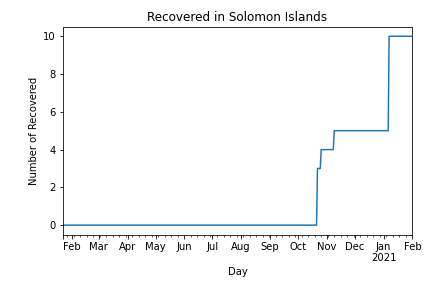 Recovered in Solomon Islands
Number of Recovered
10
8
6
4
2
0
Feb Mar Apr May Jun Jul Aug Sep Oct Nov Dec Jan Feb
2021
Day